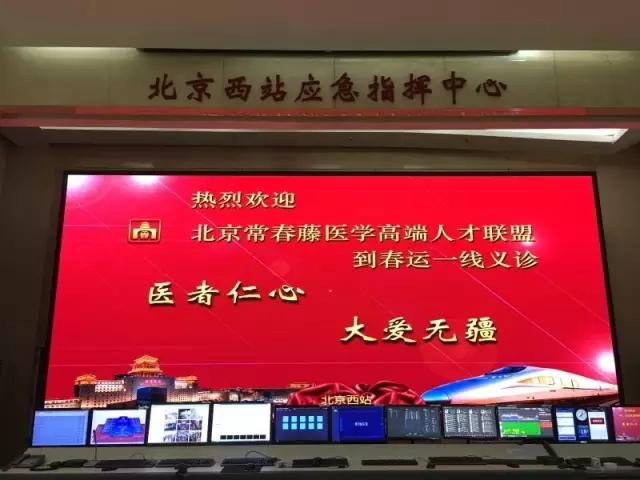 北京西站应急指挥中心
热烈欢迎
北京常春藤医学高端人才联盟
到春运一线义诊
医者仁心
大爱无疆
北京西站